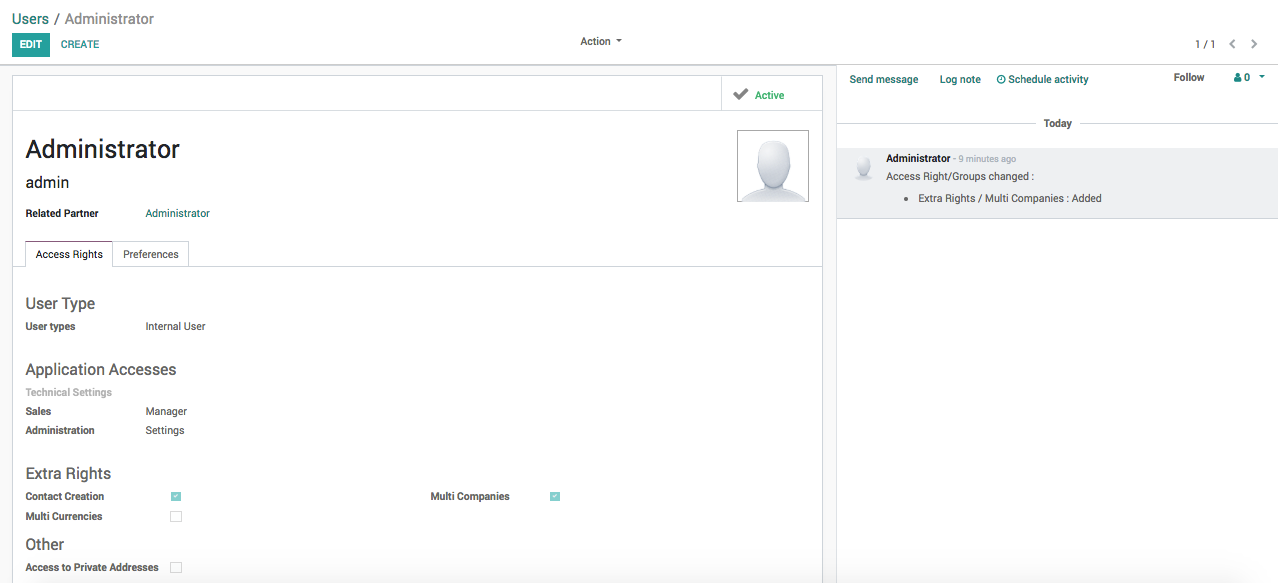 Users / Administrator
EDIT CREATE Action 1 / 1
Active
Administrator
admin
Related Partner Administrator
Access Rights Preferences
User Type
User types Internal User
Application Accesses
Technical Settings
Sales Manager
Administration Settings
Extra Rights
Contact Creation Multi Companies
Multi Currencies
Other
Access to Private Addresses
Send message Log note Schedule activity Follow 0
Today
Administrator - 9 minutes ago
Access Right/Groups changed :
• Extra Rights / Multi Companies : Added